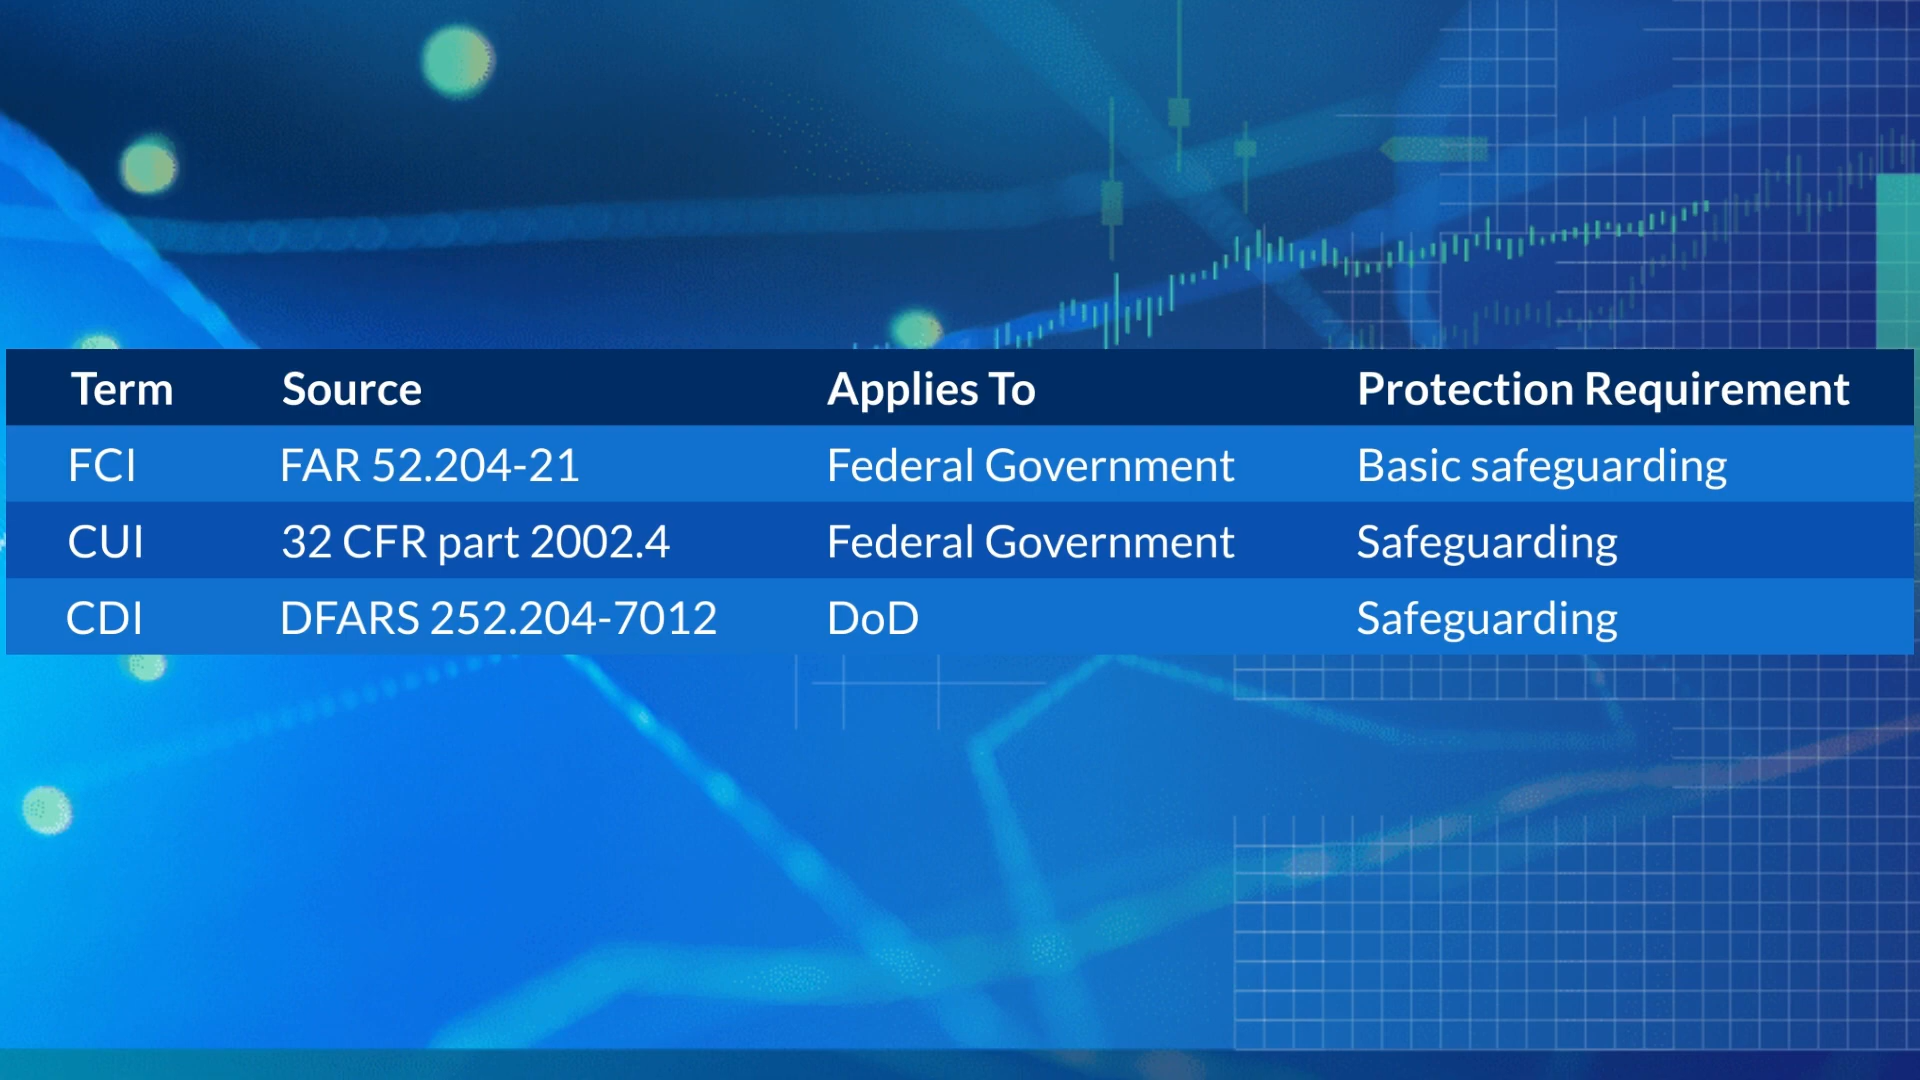 Term Source Applies To Protection Requirement
FCI FAR 52.204-21 Federal Government Basic safeguarding
CUI 32 CFR part 2002.4 Federal Government Safeguarding
CDI DFARS 252.204-7012 DoD Safeguarding